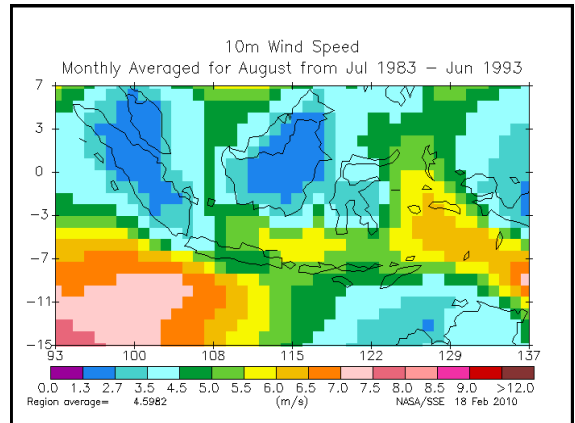 10m Wind Speed
Monthly Averaged for August from Jul 1983 – Jun 1993
7
3
0
−3
−7
−11
−15
93 100 108 115 122 129 137
0.0 1.3 2.7 3.5 4.5 5.0 5.5 6.0 6.5 7.0 7.5 8.5 9.0 >12.0
Region average= 4.5982 (m/s) NASA/SSE 18 Feb 2010